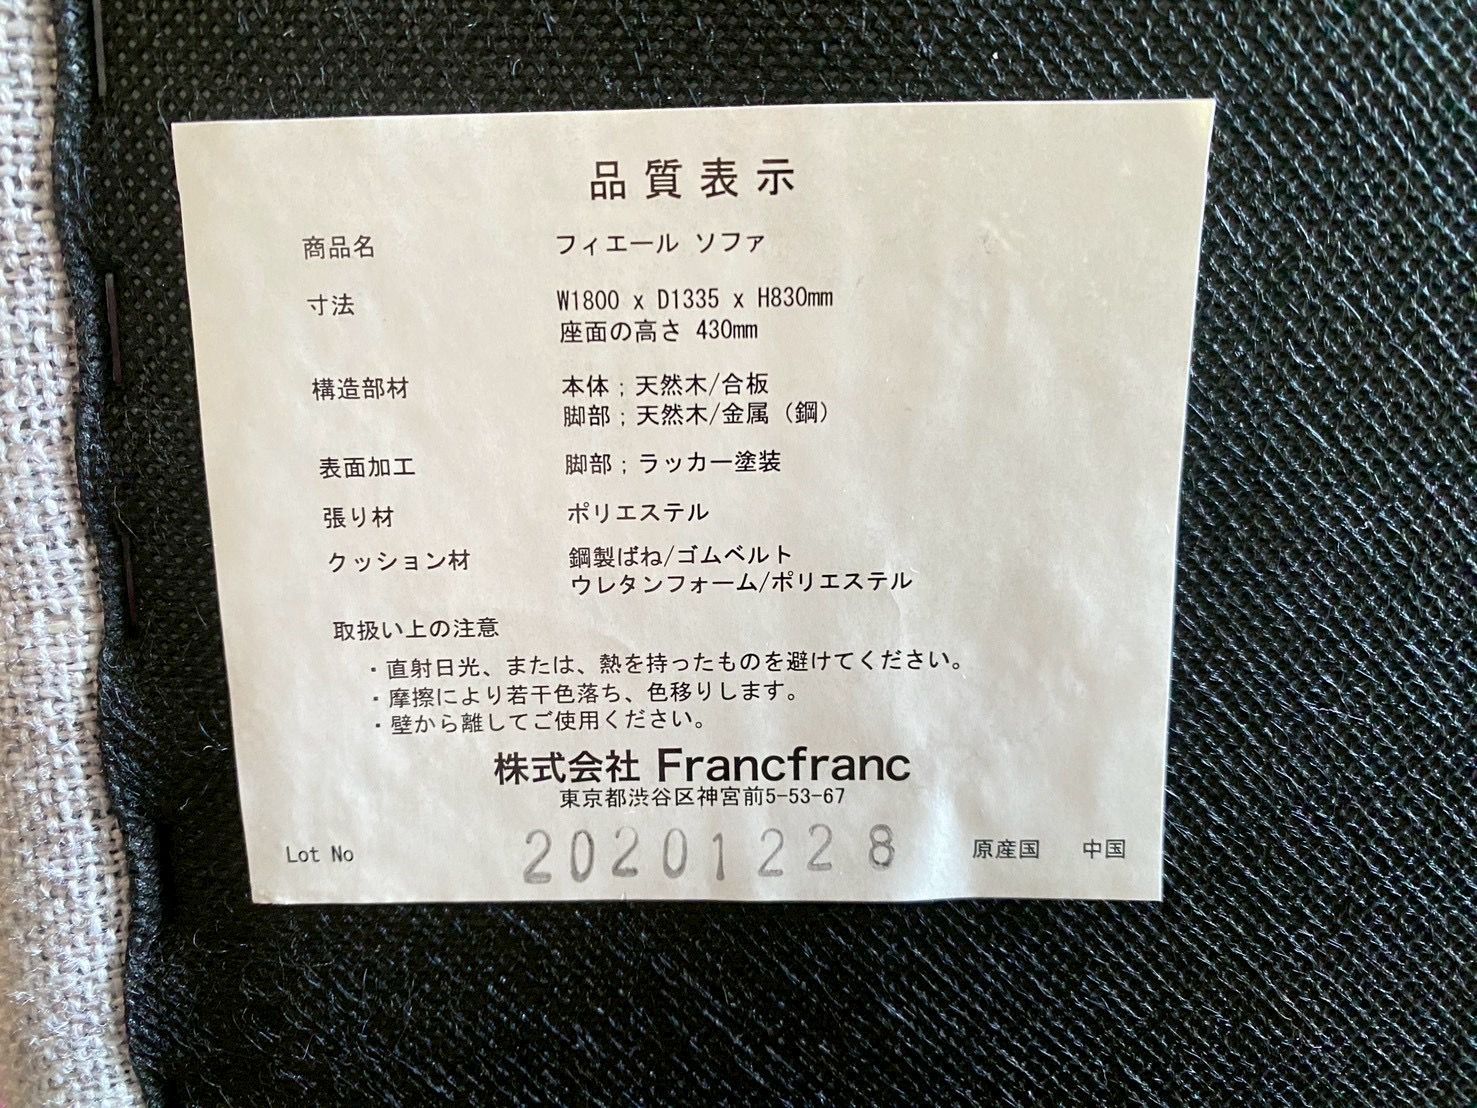 品質表示
商品名 フィエール ソファ
寸法 W1800 x D1335 x H830mm
座面の高さ 430mm
構造部材 本体；天然木/合板
脚部；天然木/金属（鋼）
表面加工 脚部；ラッカー塗装
張り材 ポリエステル
クッション材 鋼製ばね/ゴムベルト
ウレタンフォーム/ポリエステル
取扱い上の注意
・直射日光、または、熱を持ったものを避けてください。
・摩擦により若干色落ち、色移りします。
・壁から離してご使用ください。
株式会社 Francfranc
東京都渋谷区神宮前5-53-67
Lot No 20201228 原産国 中国